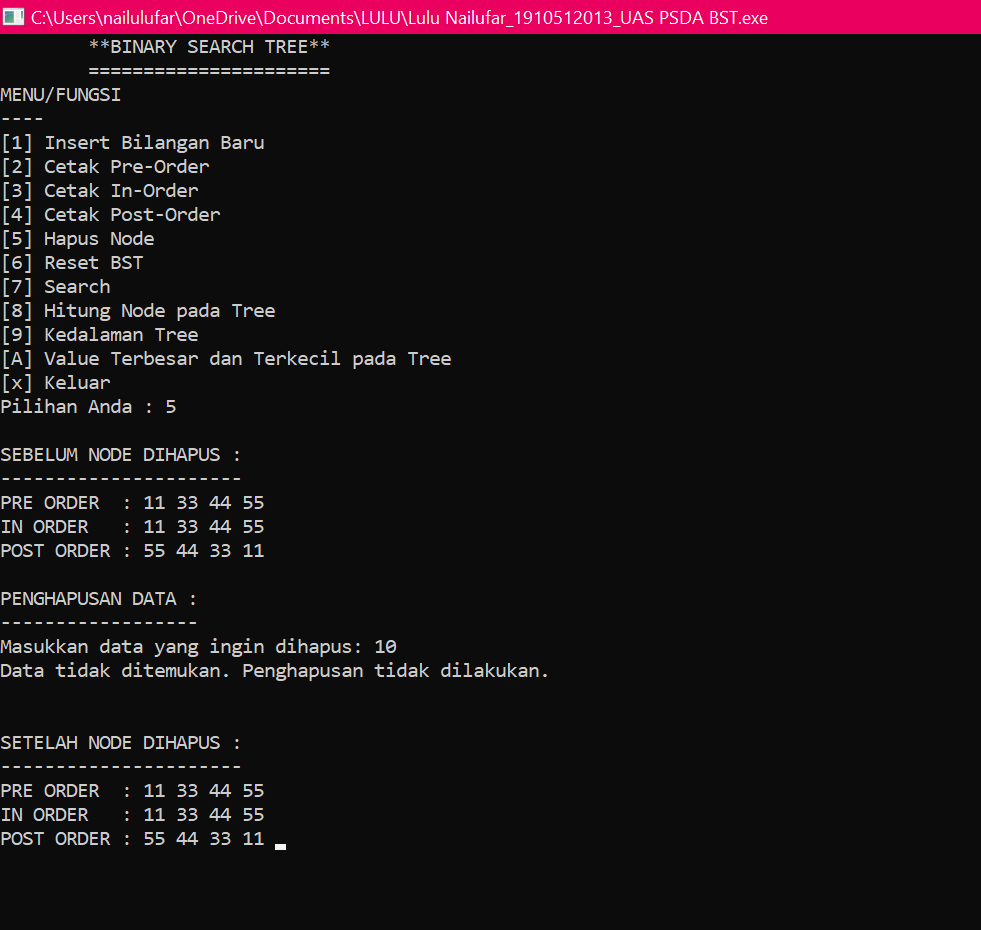 C:\Users\nailulufar\OneDrive\Documents\LULU\Lulu Nailufar_1910512013_UAS PSDA BST.exe
**BINARY SEARCH TREE**
======================
MENU/FUNGSI
----
[1] Insert Bilangan Baru
[2] Cetak Pre-Order
[3] Cetak In-Order
[4] Cetak Post-Order
[5] Hapus Node
[6] Reset BST
[7] Search
[8] Hitung Node pada Tree
[9] Kedalaman Tree
[A] Value Terbesar dan Terkecil pada Tree
[x] Keluar
Pilihan Anda : 5
SEBELUM NODE DIHAPUS :
----------------------
PRE ORDER  : 11 33 44 55
IN ORDER   : 11 33 44 55
POST ORDER : 55 44 33 11
PENGHAPUSAN DATA :
------------------
Masukkan data yang ingin dihapus: 10
Data tidak ditemukan. Penghapusan tidak dilakukan.
SETELAH NODE DIHAPUS :
----------------------
PRE ORDER  : 11 33 44 55
IN ORDER   : 11 33 44 55
POST ORDER : 55 44 33 11